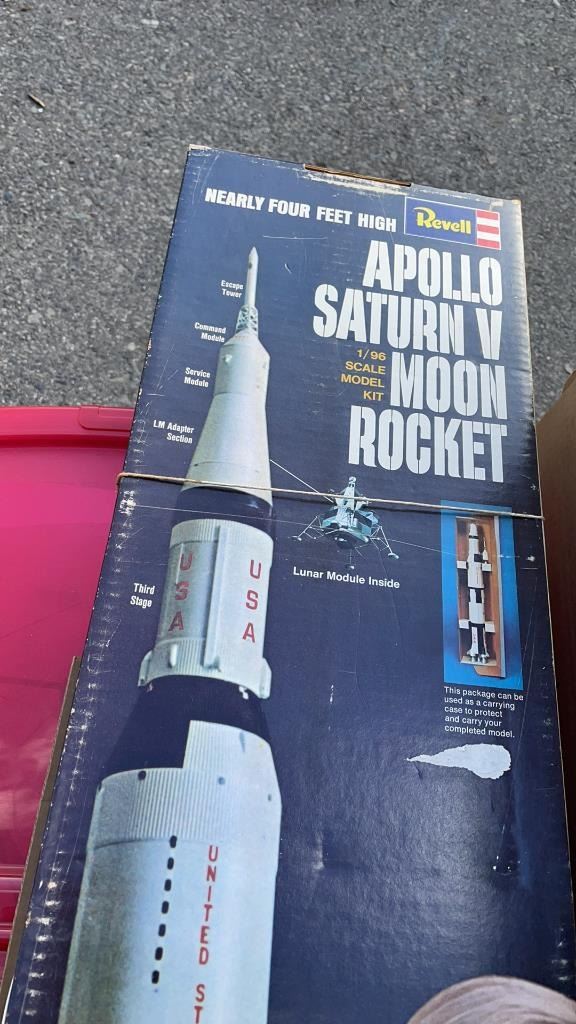 NEARLY FOUR FEET HIGH
Revell
APOLLO
SATURN V
MOON
ROCKET
1/96
SCALE
MODEL
KIT
Escape
Tower
Command
Module
Service
Module
LM Adapter
Section
Lunar Module Inside
Third
Stage
USA
USA
This package can be
used as a carrying
case to protect
and carry your
completed model.
UNITED ST